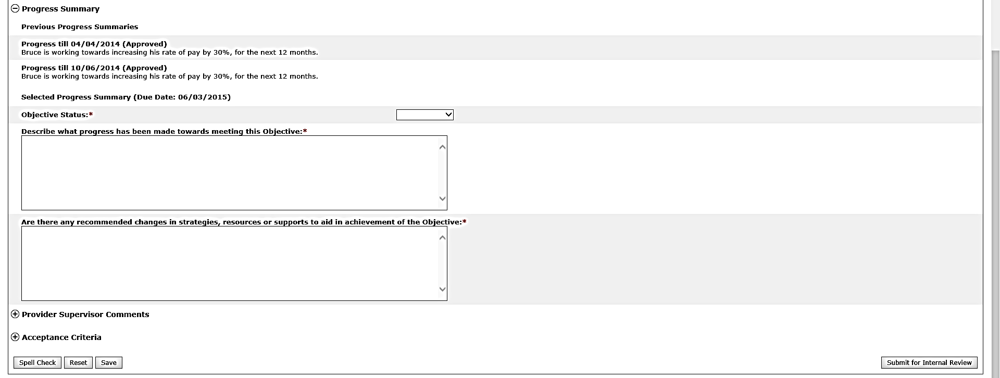 Progress Summary
Previous Progress Summaries
Progress till 04/04/2014 (Approved)
Bruce is working towards increasing his rate of pay by 30%, for the next 12 months.
Progress till 10/06/2014 (Approved)
Bruce is working towards increasing his rate of pay by 30%, for the next 12 months.
Selected Progress Summary (Due Date: 06/03/2015)
Objective Status:*
Describe what progress has been made towards meeting this Objective:*
Are there any recommended changes in strategies, resources or supports to aid in achievement of the Objective:*
Provider Supervisor Comments
Acceptance Criteria
Spell Check Reset Save Submit for Internal Review